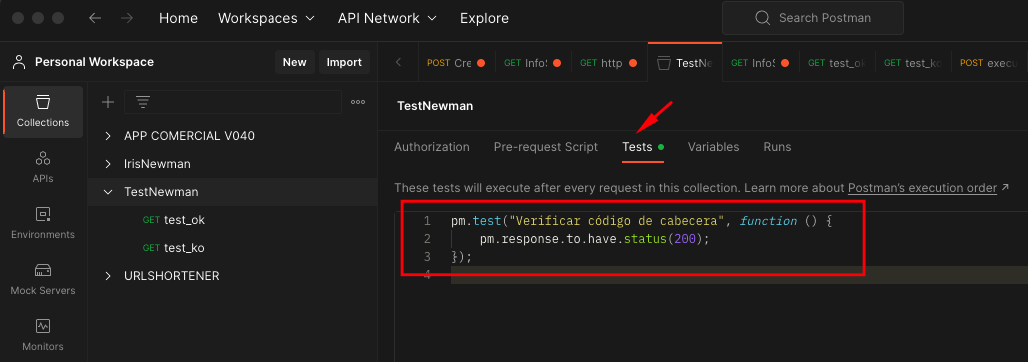 Home Workspaces API Network Explore Search Postman
Personal Workspace New Import
POST Cre GET InfoS GET http TestNe GET InfoS GET test_ok GET test_ko POST execu
Collections
APIs
Environments
Mock Servers
Monitors
APP COMERCIAL V040
IrisNewman
TestNewman
GET test_ok
GET test_ko
URLSHORTENER
TestNewman
Authorization Pre-request Script Tests Variables Runs
These tests will execute after every request in this collection. Learn more about Postman's execution order ↗
1 pm.test("Verificar código de cabecera", function () {
2 pm.response.to.have.status(200);
3 });
4